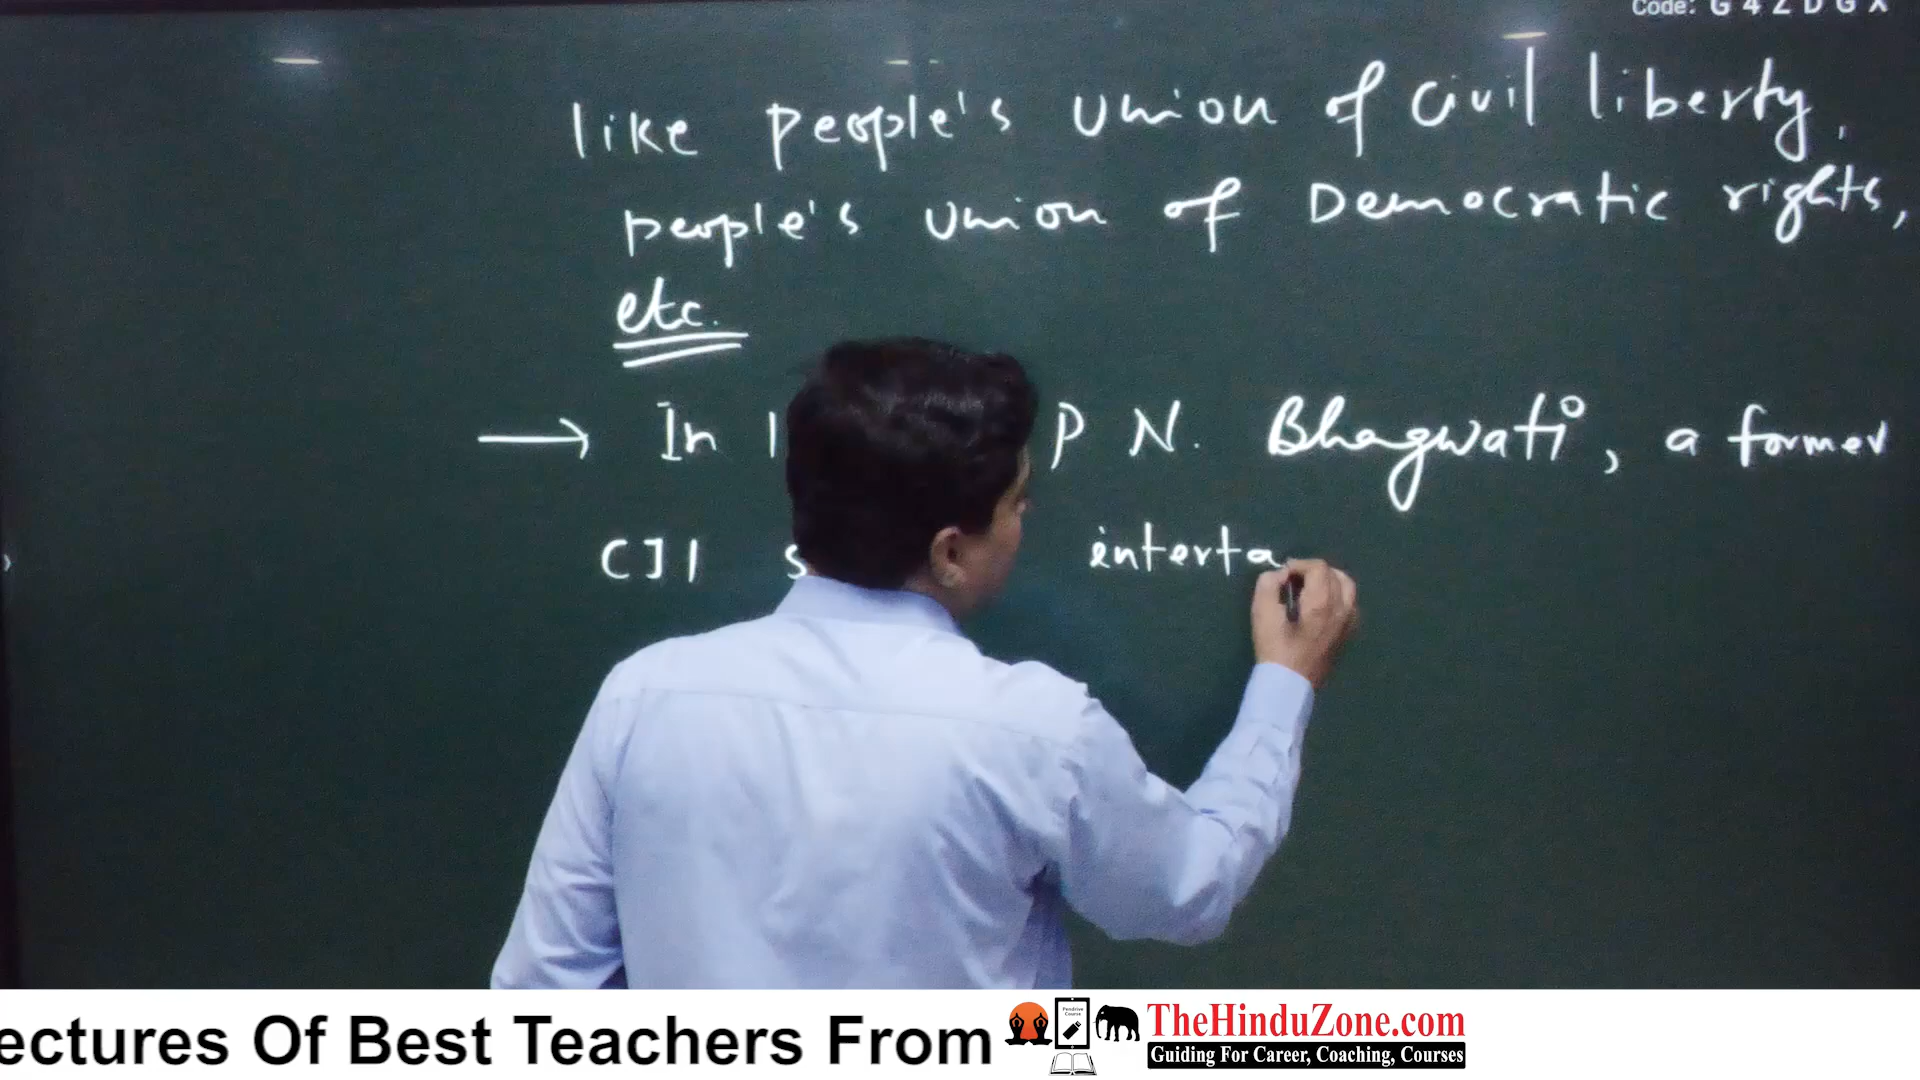 Code: G4ZDGX
like people's union of civil liberty,
people's union of Democratic rights,
etc.
→ In 1 P N. Bhagwati, a former
CJI s interta
ectures Of Best Teachers From
TheHinduZone.com
Guiding For Career, Coaching, Courses